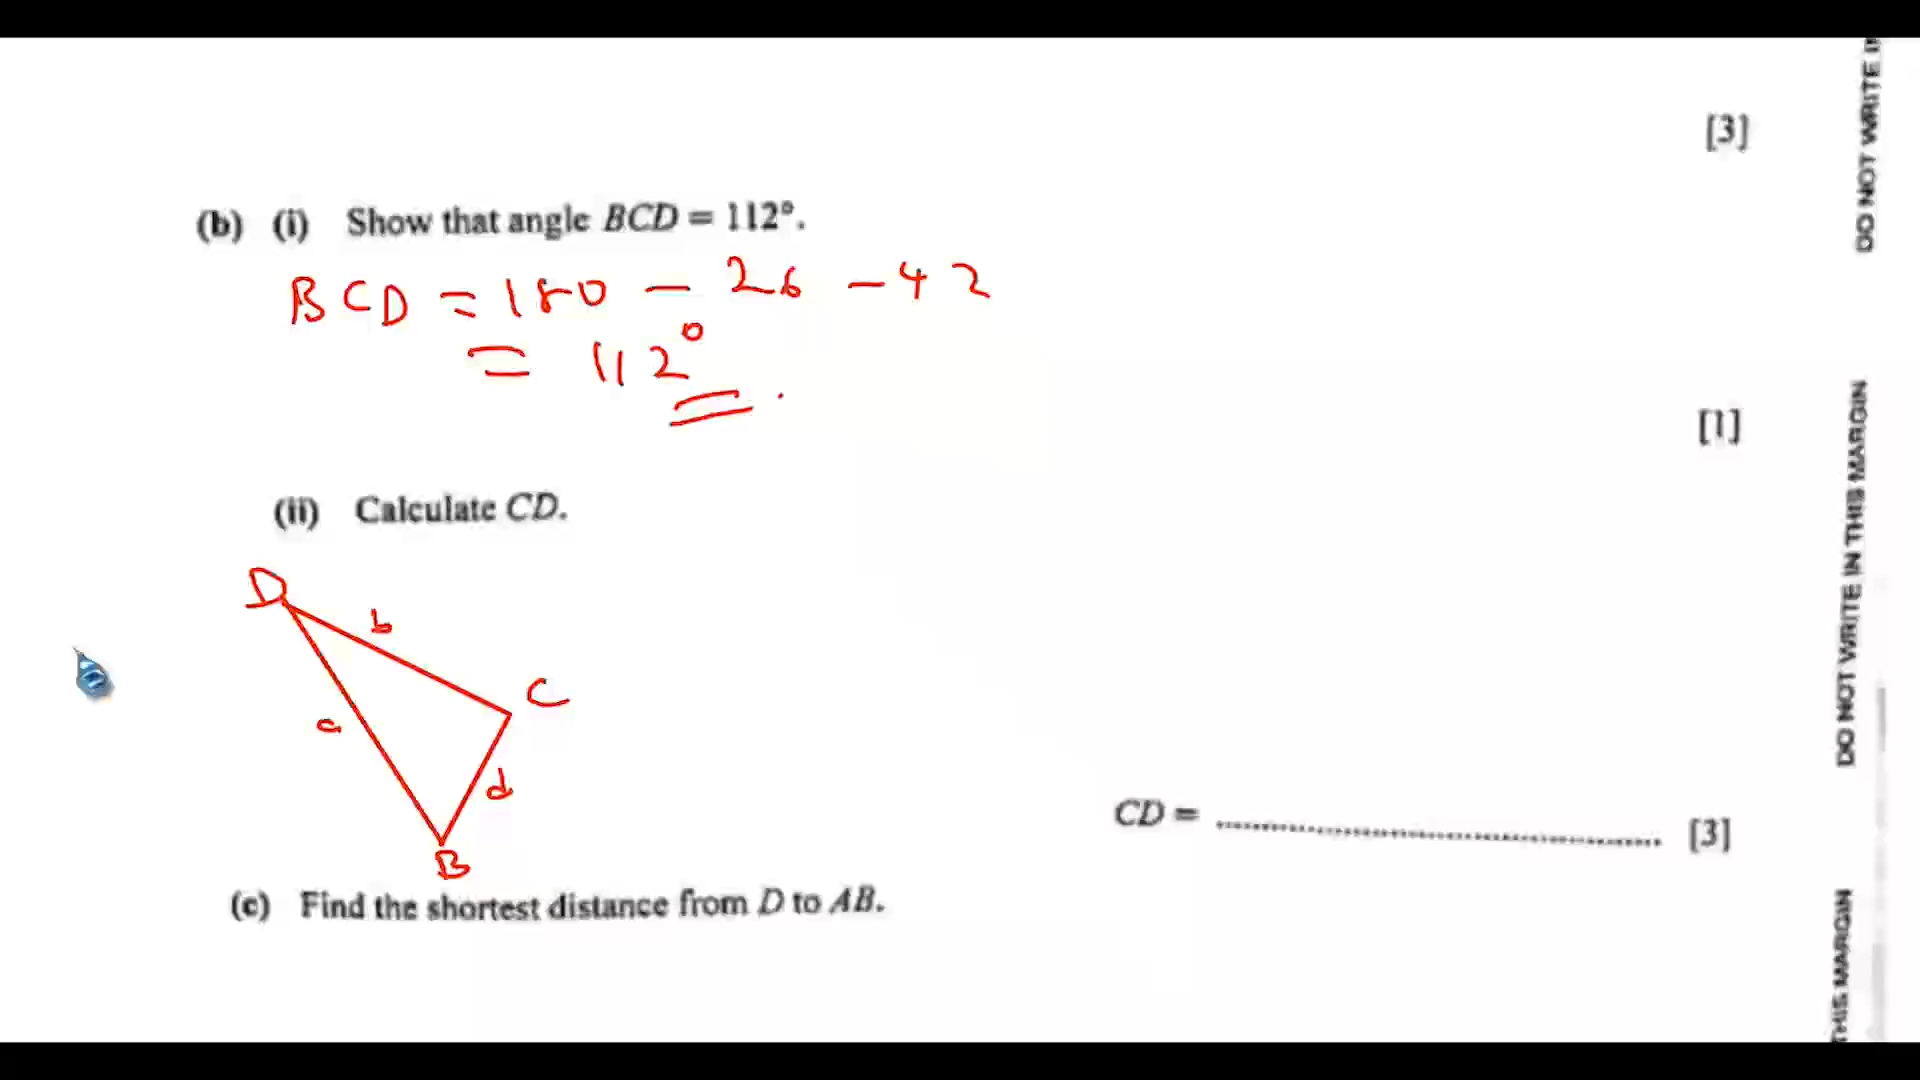 [3]
(b) (i) Show that angle BCD = 112°.
BCD = 180 - 26 - 42
= 112°
[1]
(ii) Calculate CD.
D
b
C
a
d
B
CD = ........................................ [3]
(c) Find the shortest distance from D to AB.
DO NOT WRITE
DO NOT WRITE IN THIS MARGIN
THIS MARGIN